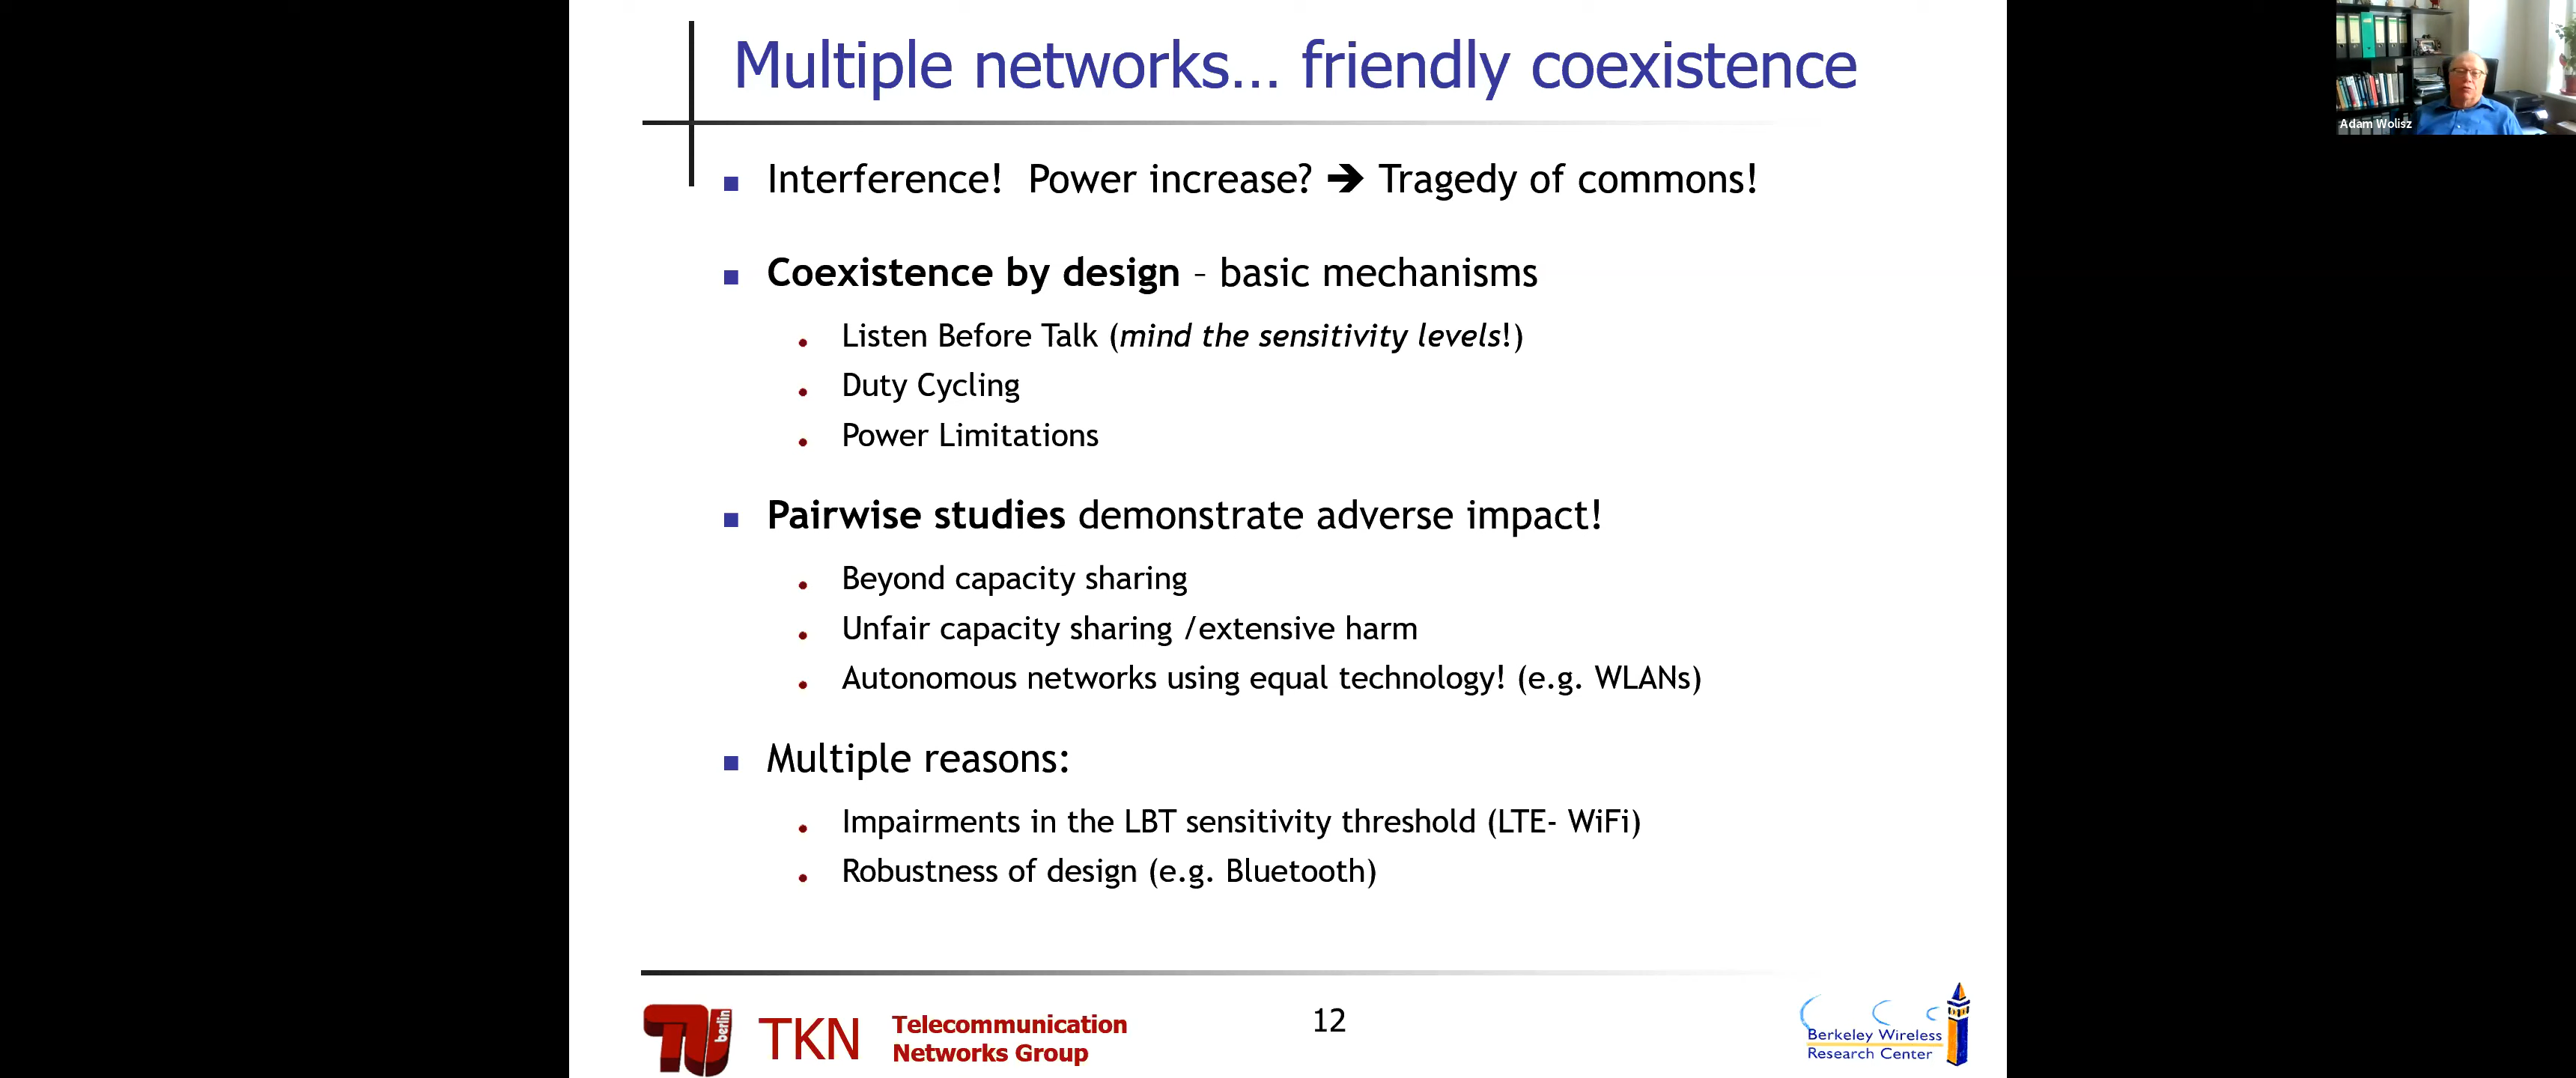 Multiple networks... friendly coexistence
Adam Wolisz
Interference! Power increase? ➔ Tragedy of commons!
Coexistence by design – basic mechanisms
Listen Before Talk (mind the sensitivity levels!)
Duty Cycling
Power Limitations
Pairwise studies demonstrate adverse impact!
Beyond capacity sharing
Unfair capacity sharing /extensive harm
Autonomous networks using equal technology! (e.g. WLANs)
Multiple reasons:
Impairments in the LBT sensitivity threshold (LTE- WiFi)
Robustness of design (e.g. Bluetooth)
TU berlin
TKN
Telecommunication
Networks Group
12
Berkeley Wireless
Research Center